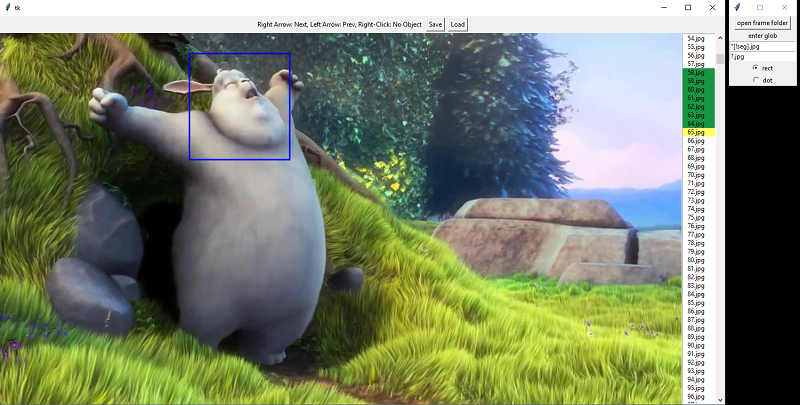 tk
Right Arrow: Next, Left Arrow: Prev, Right-Click: No Object Save Load
54.jpg
55.jpg
56.jpg
57.jpg
58.jpg
59.jpg
60.jpg
61.jpg
62.jpg
63.jpg
64.jpg
65.jpg
66.jpg
67.jpg
68.jpg
69.jpg
70.jpg
71.jpg
72.jpg
73.jpg
74.jpg
75.jpg
76.jpg
77.jpg
78.jpg
79.jpg
80.jpg
81.jpg
82.jpg
83.jpg
84.jpg
85.jpg
86.jpg
87.jpg
88.jpg
89.jpg
90.jpg
91.jpg
92.jpg
93.jpg
94.jpg
95.jpg
96.jpg
open frame folder
enter glob
*[!seg].jpg
?.jpg
rect
dot